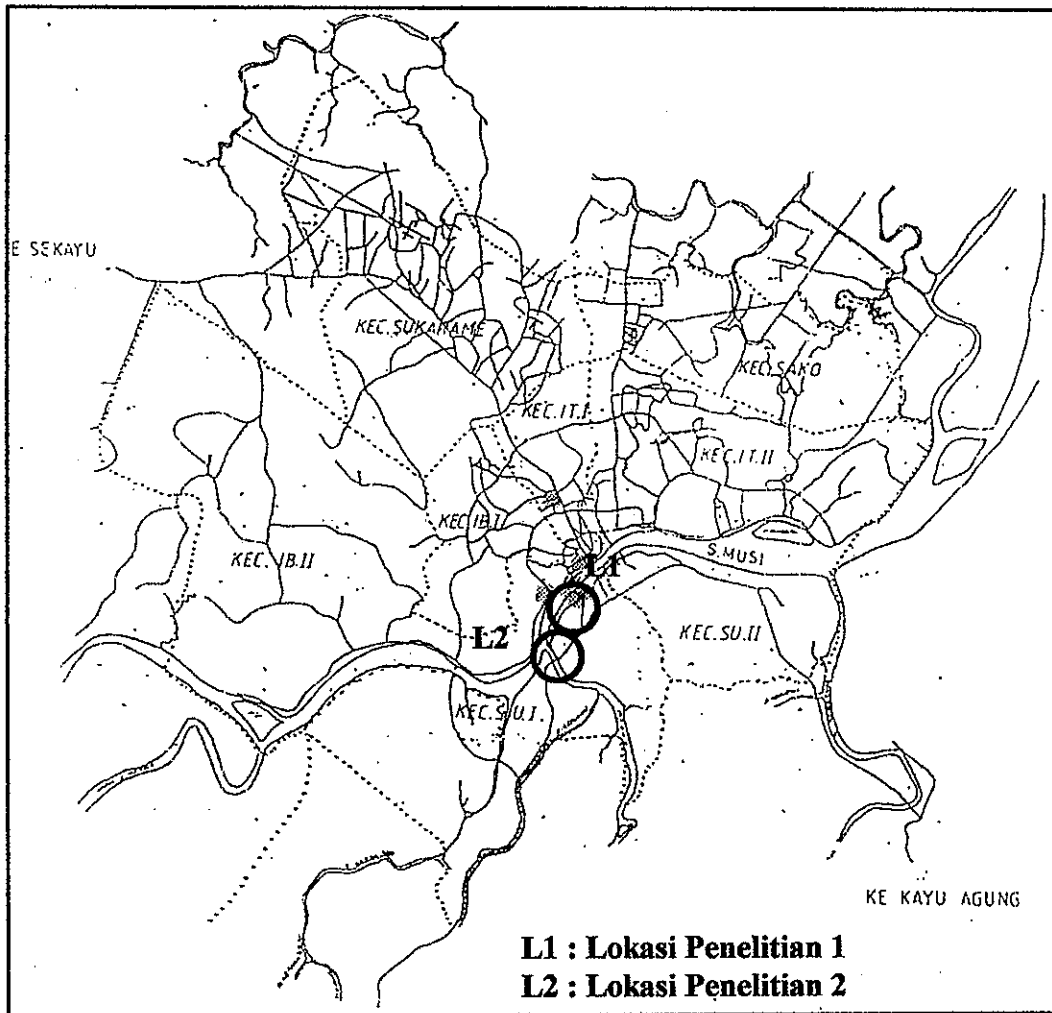 E SEKAYU
KEC.SUKARAME
KEC.SAKO
KEC.IT.I
KEC.IT.II
KEC.IB.I
KEC.IB.II
S.MUSI
L1
KEC.SU.II
L2
KEC.S.U.I.
KE KAYU AGUNG
L1 : Lokasi Penelitian 1
L2 : Lokasi Penelitian 2